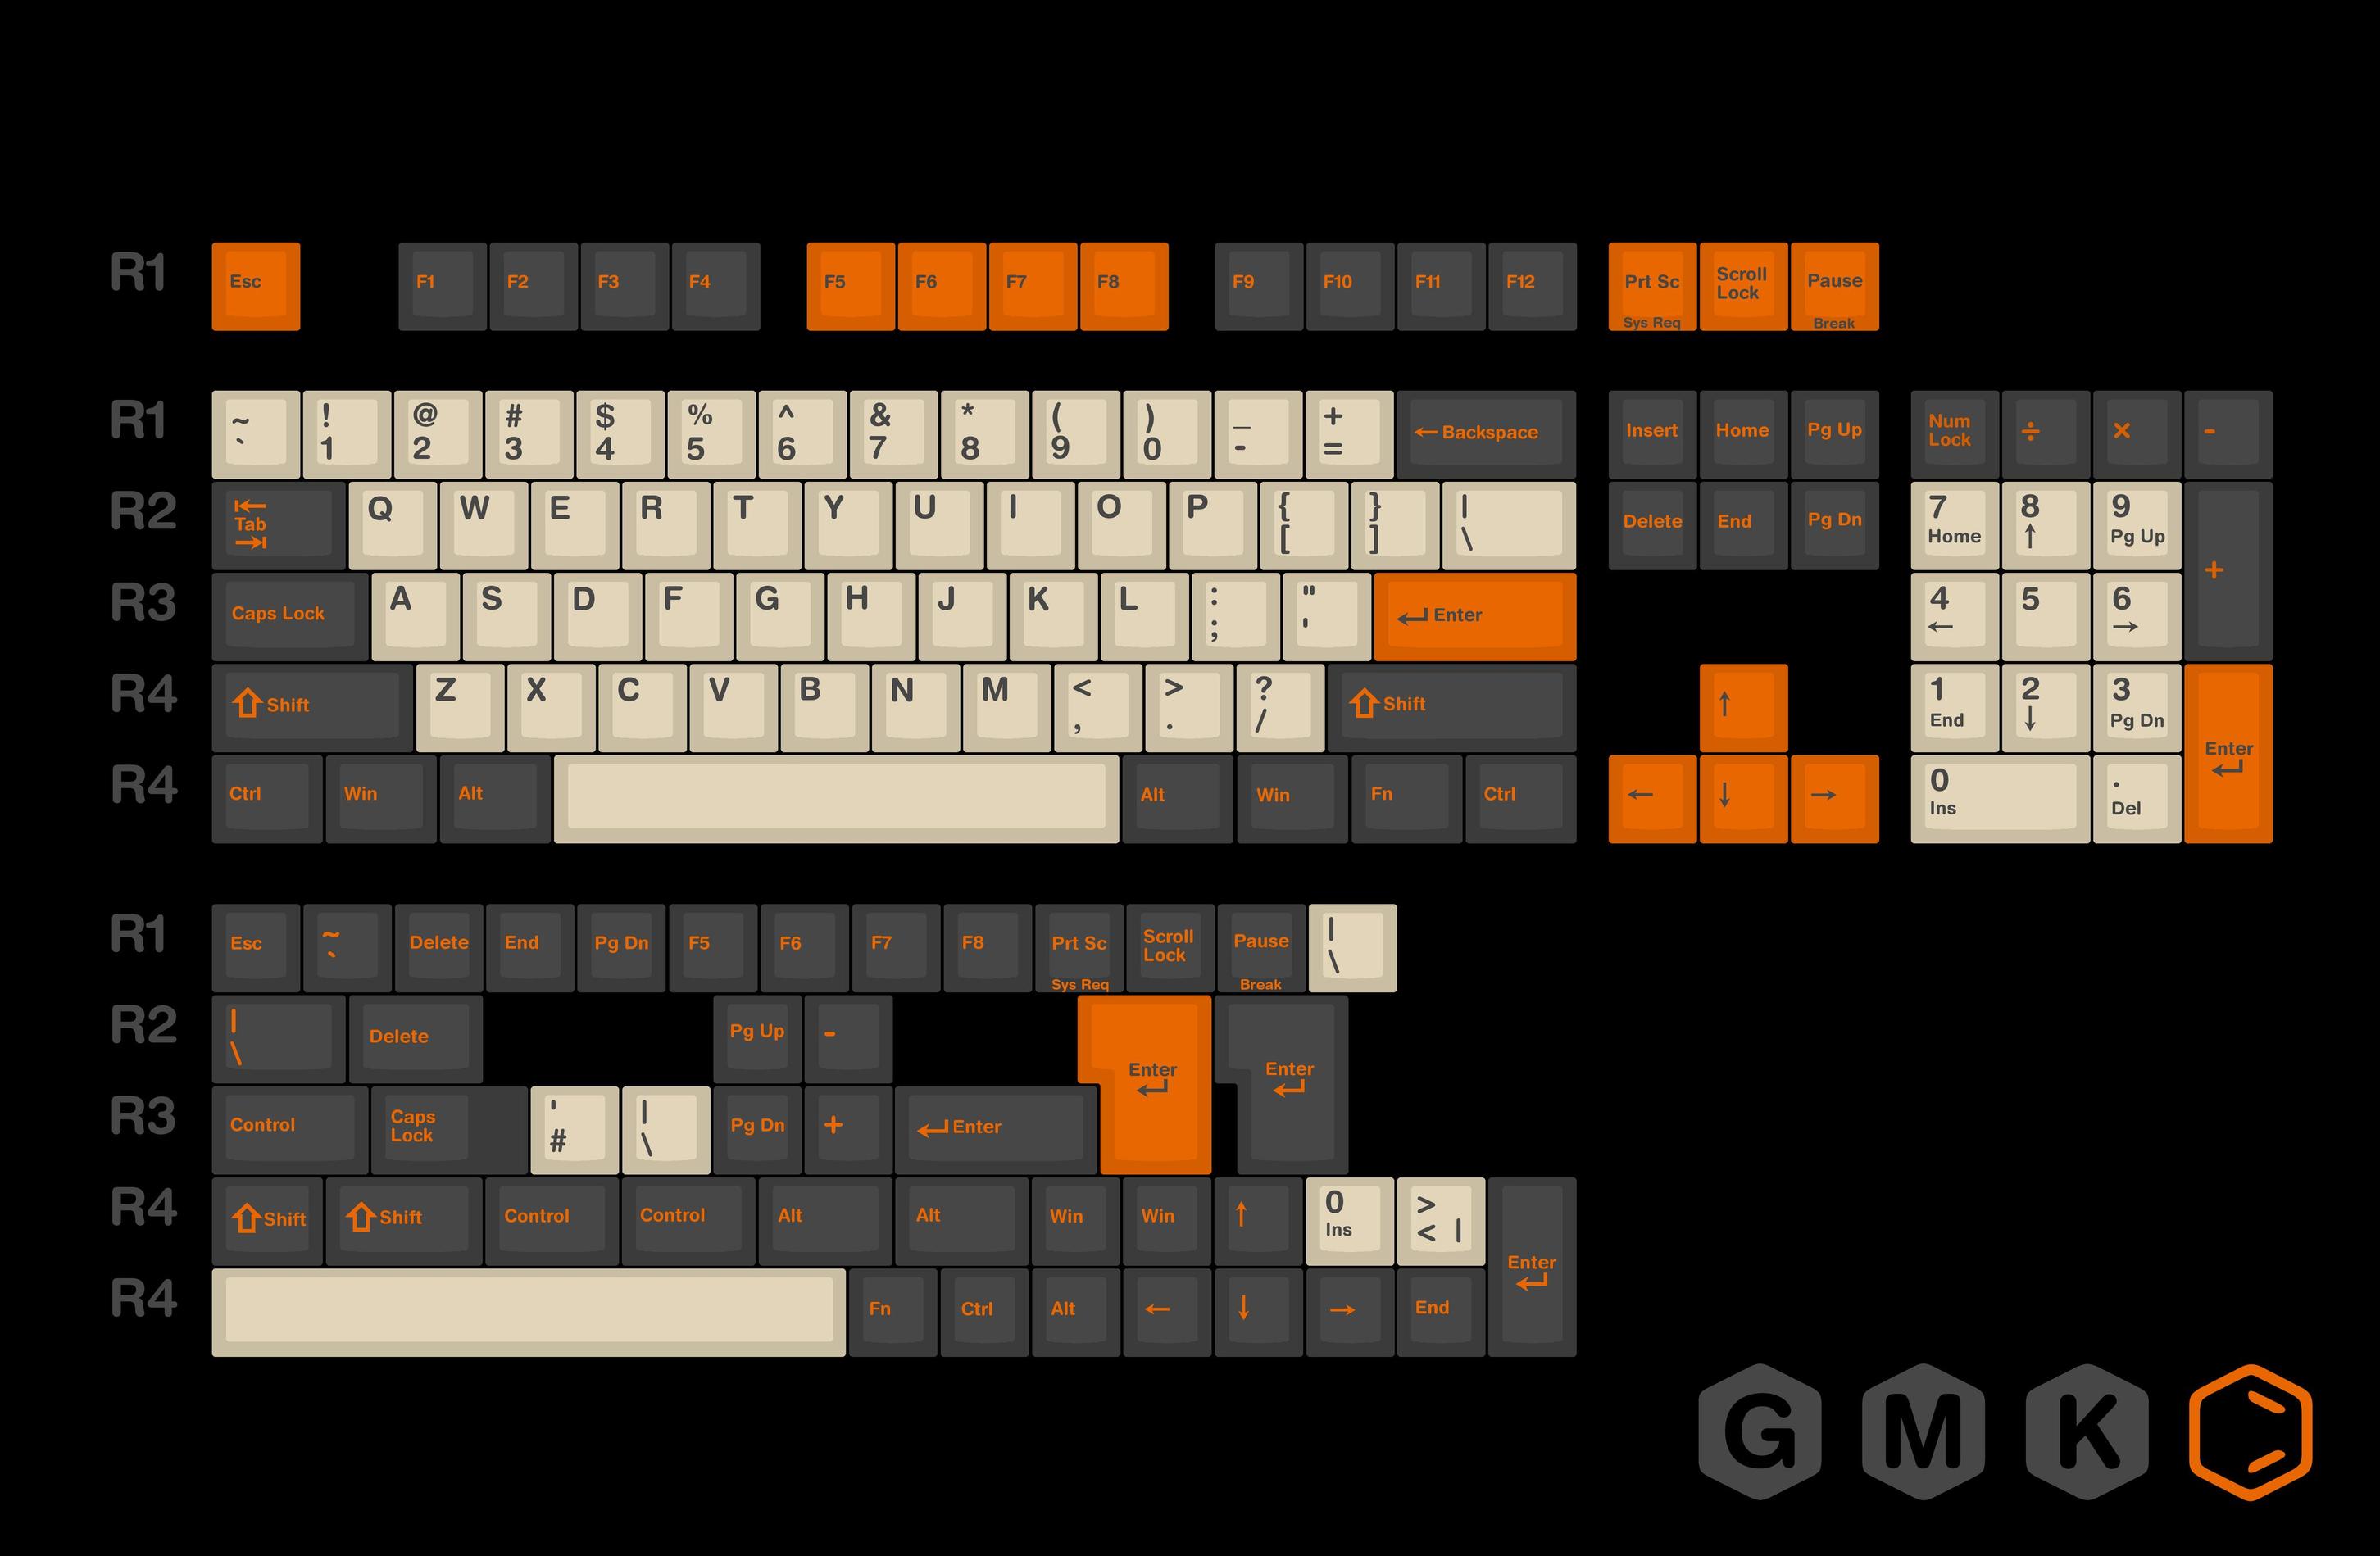 R1 Esc F1 F2 F3 F4 F5 F6 F7 F8 F9 F10 F11 F12 Prt Sc Scroll Lock Pause
Sys Req Break
R1 ~ ! @ # $ % ^ & * ( ) _ + ← Backspace Insert Home Pg Up Num Lock ÷ × -
` 1 2 3 4 5 6 7 8 9 0 - =
R2 Tab Q W E R T Y U I O P { } | Delete End Pg Dn 7 8 9 +
[ ] \ Home ↑ Pg Up
R3 Caps Lock A S D F G H J K L : " Enter 4 5 6
; ' ← →
R4 Shift Z X C V B N M < > ? Shift ↑ 1 2 3 Enter
, . / End ↓ Pg Dn
R4 Ctrl Win Alt Alt Win Fn Ctrl ← ↓ → 0 .
Ins Del
R1 Esc ~ Delete End Pg Dn F5 F6 F7 F8 Prt Sc Scroll Lock Pause |
` Sys Req Break \
R2 | Delete Pg Up - Enter Enter
\
R3 Control Caps Lock ' | Pg Dn + Enter
# \
R4 Shift Shift Control Control Alt Alt Win Win ↑ 0 > Enter
Ins < |
R4 Fn Ctrl Alt ← ↓ → End
G M K